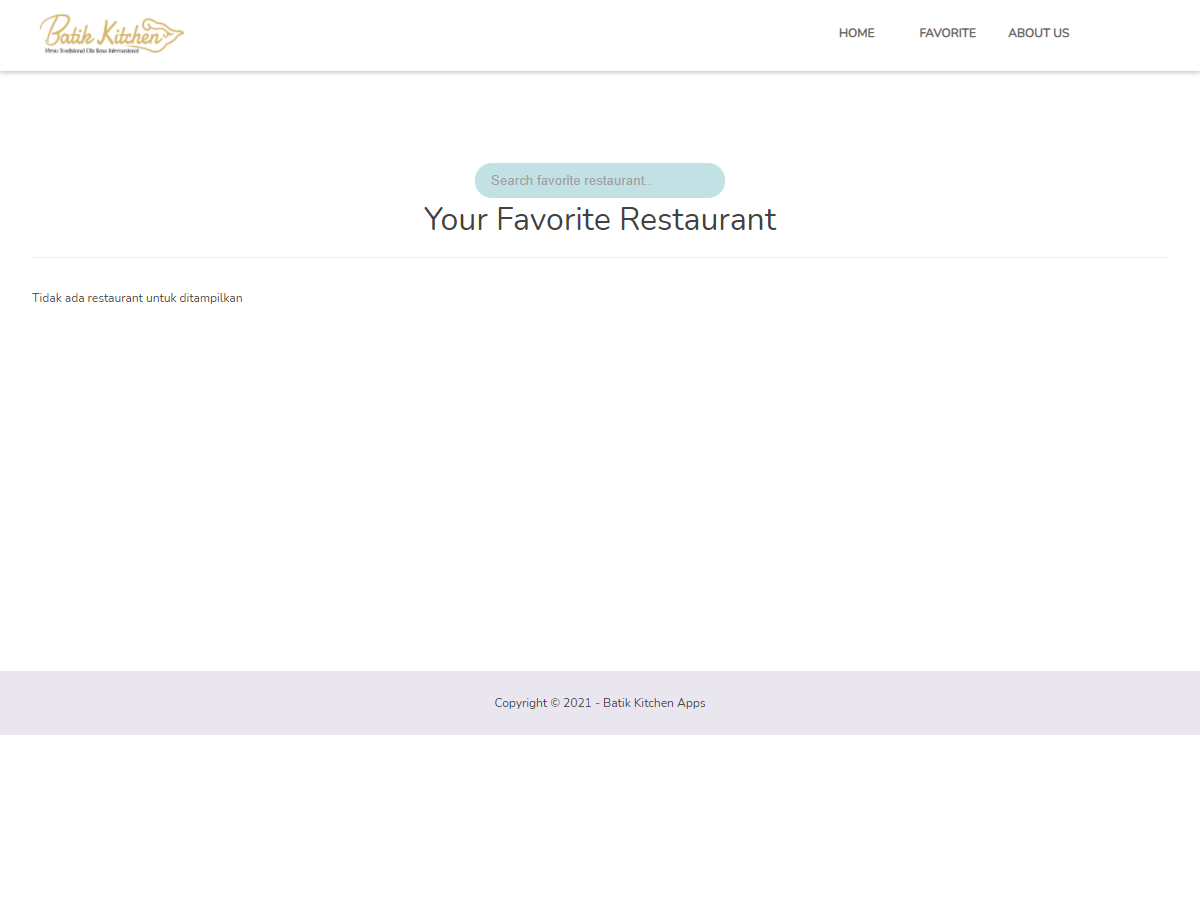 Batik Kitchen
Menu Tradisional Cita Rasa Internasional
HOME
FAVORITE
ABOUT US
Search favorite restaurant..
Your Favorite Restaurant
Tidak ada restaurant untuk ditampilkan
Copyright © 2021 - Batik Kitchen Apps